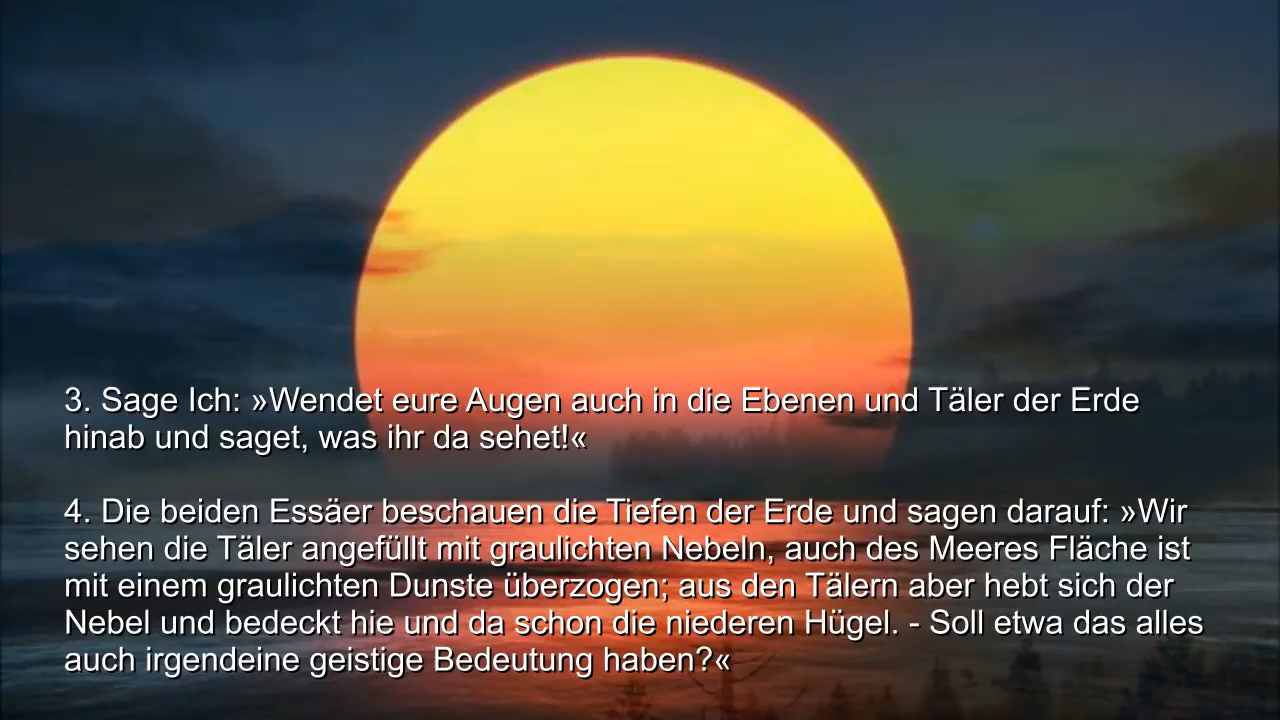 3. Sage Ich: »Wendet eure Augen auch in die Ebenen und Täler der Erde
hinab und saget, was ihr da sehet!«
4. Die beiden Essäer beschauen die Tiefen der Erde und sagen darauf: »Wir
sehen die Täler angefüllt mit graulichten Nebeln, auch des Meeres Fläche ist
mit einem graulichten Dunste überzogen; aus den Tälern aber hebt sich der
Nebel und bedeckt hie und da schon die niederen Hügel. - Soll etwa das alles
auch irgendeine geistige Bedeutung haben?«